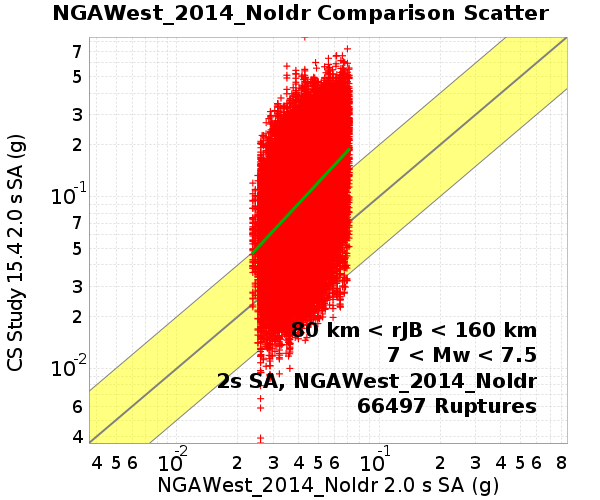 NGAWest_2014_NoIdr Comparison Scatter
CS Study 15.4 2.0 s SA (g)
7
5
3
2
10-1
7
5
3
2
10-2
6
4
80 km < rJB < 160 km
7 < Mw < 7.5
2s SA, NGAWest_2014_NoIdr
66497 Ruptures
4 5 6 10-2 2 3 4 5 6 10-1 2 3 4 5 6 8
NGAWest_2014_NoIdr 2.0 s SA (g)